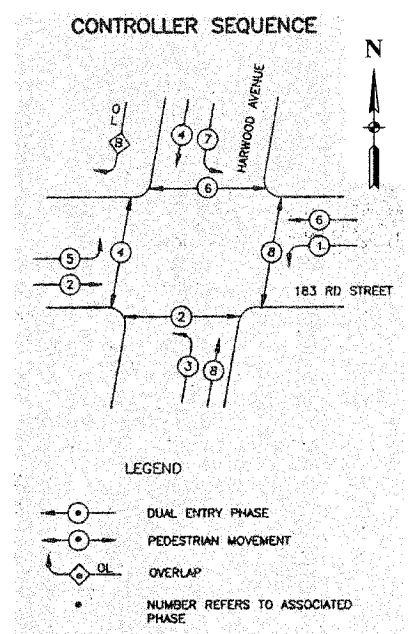 CONTROLLER SEQUENCE
N
HARWOOD AVENUE
OL
B
4
7
6
5
2
4
8
6
1
183 RD STREET
2
3
8
LEGEND
DUAL ENTRY PHASE
PEDESTRIAN MOVEMENT
OL
OVERLAP
NUMBER REFERS TO ASSOCIATED
PHASE